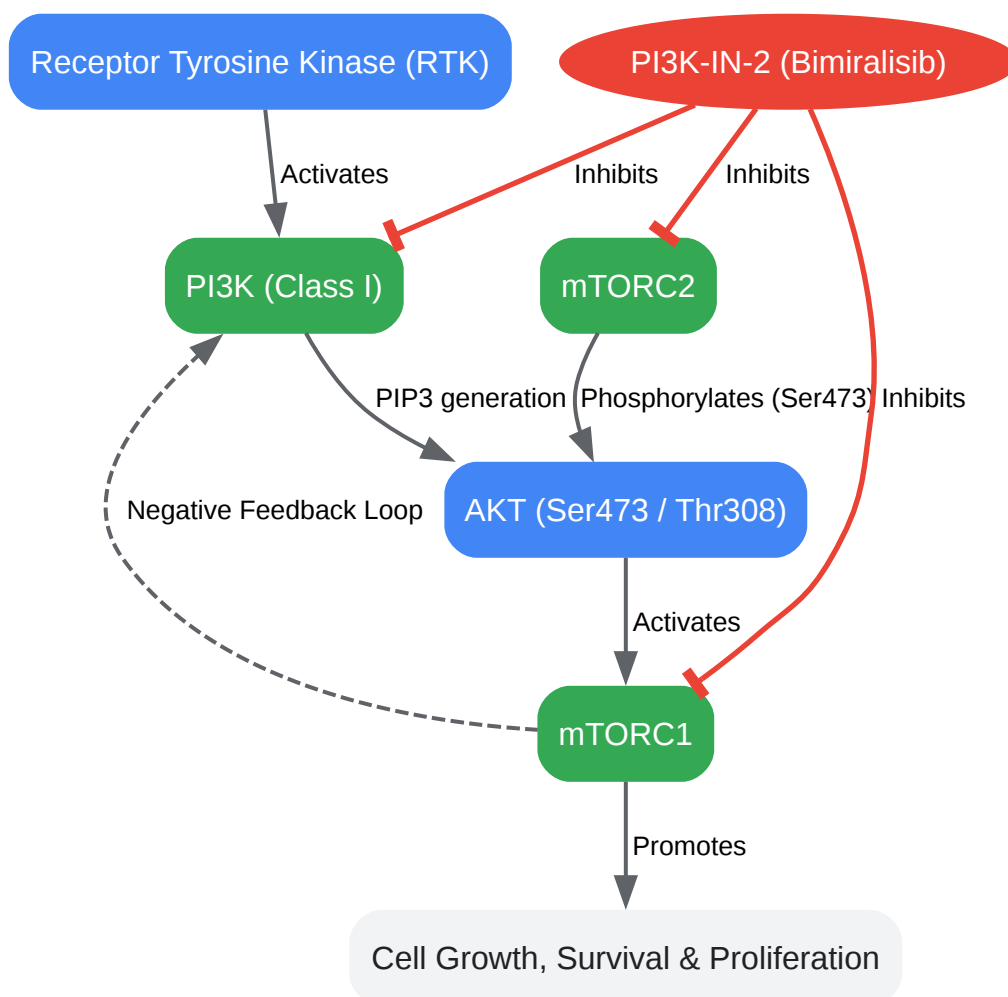 Receptor Tyrosine Kinase (RTK)
PI3K-IN-2 (Bimiralisib)
Activates
Inhibits
Inhibits
PI3K (Class I)
mTORC2
PIP3 generation
Phosphorylates (Ser473)
Inhibits
Negative Feedback Loop
AKT (Ser473 / Thr308)
Activates
mTORC1
Promotes
Cell Growth, Survival & Proliferation